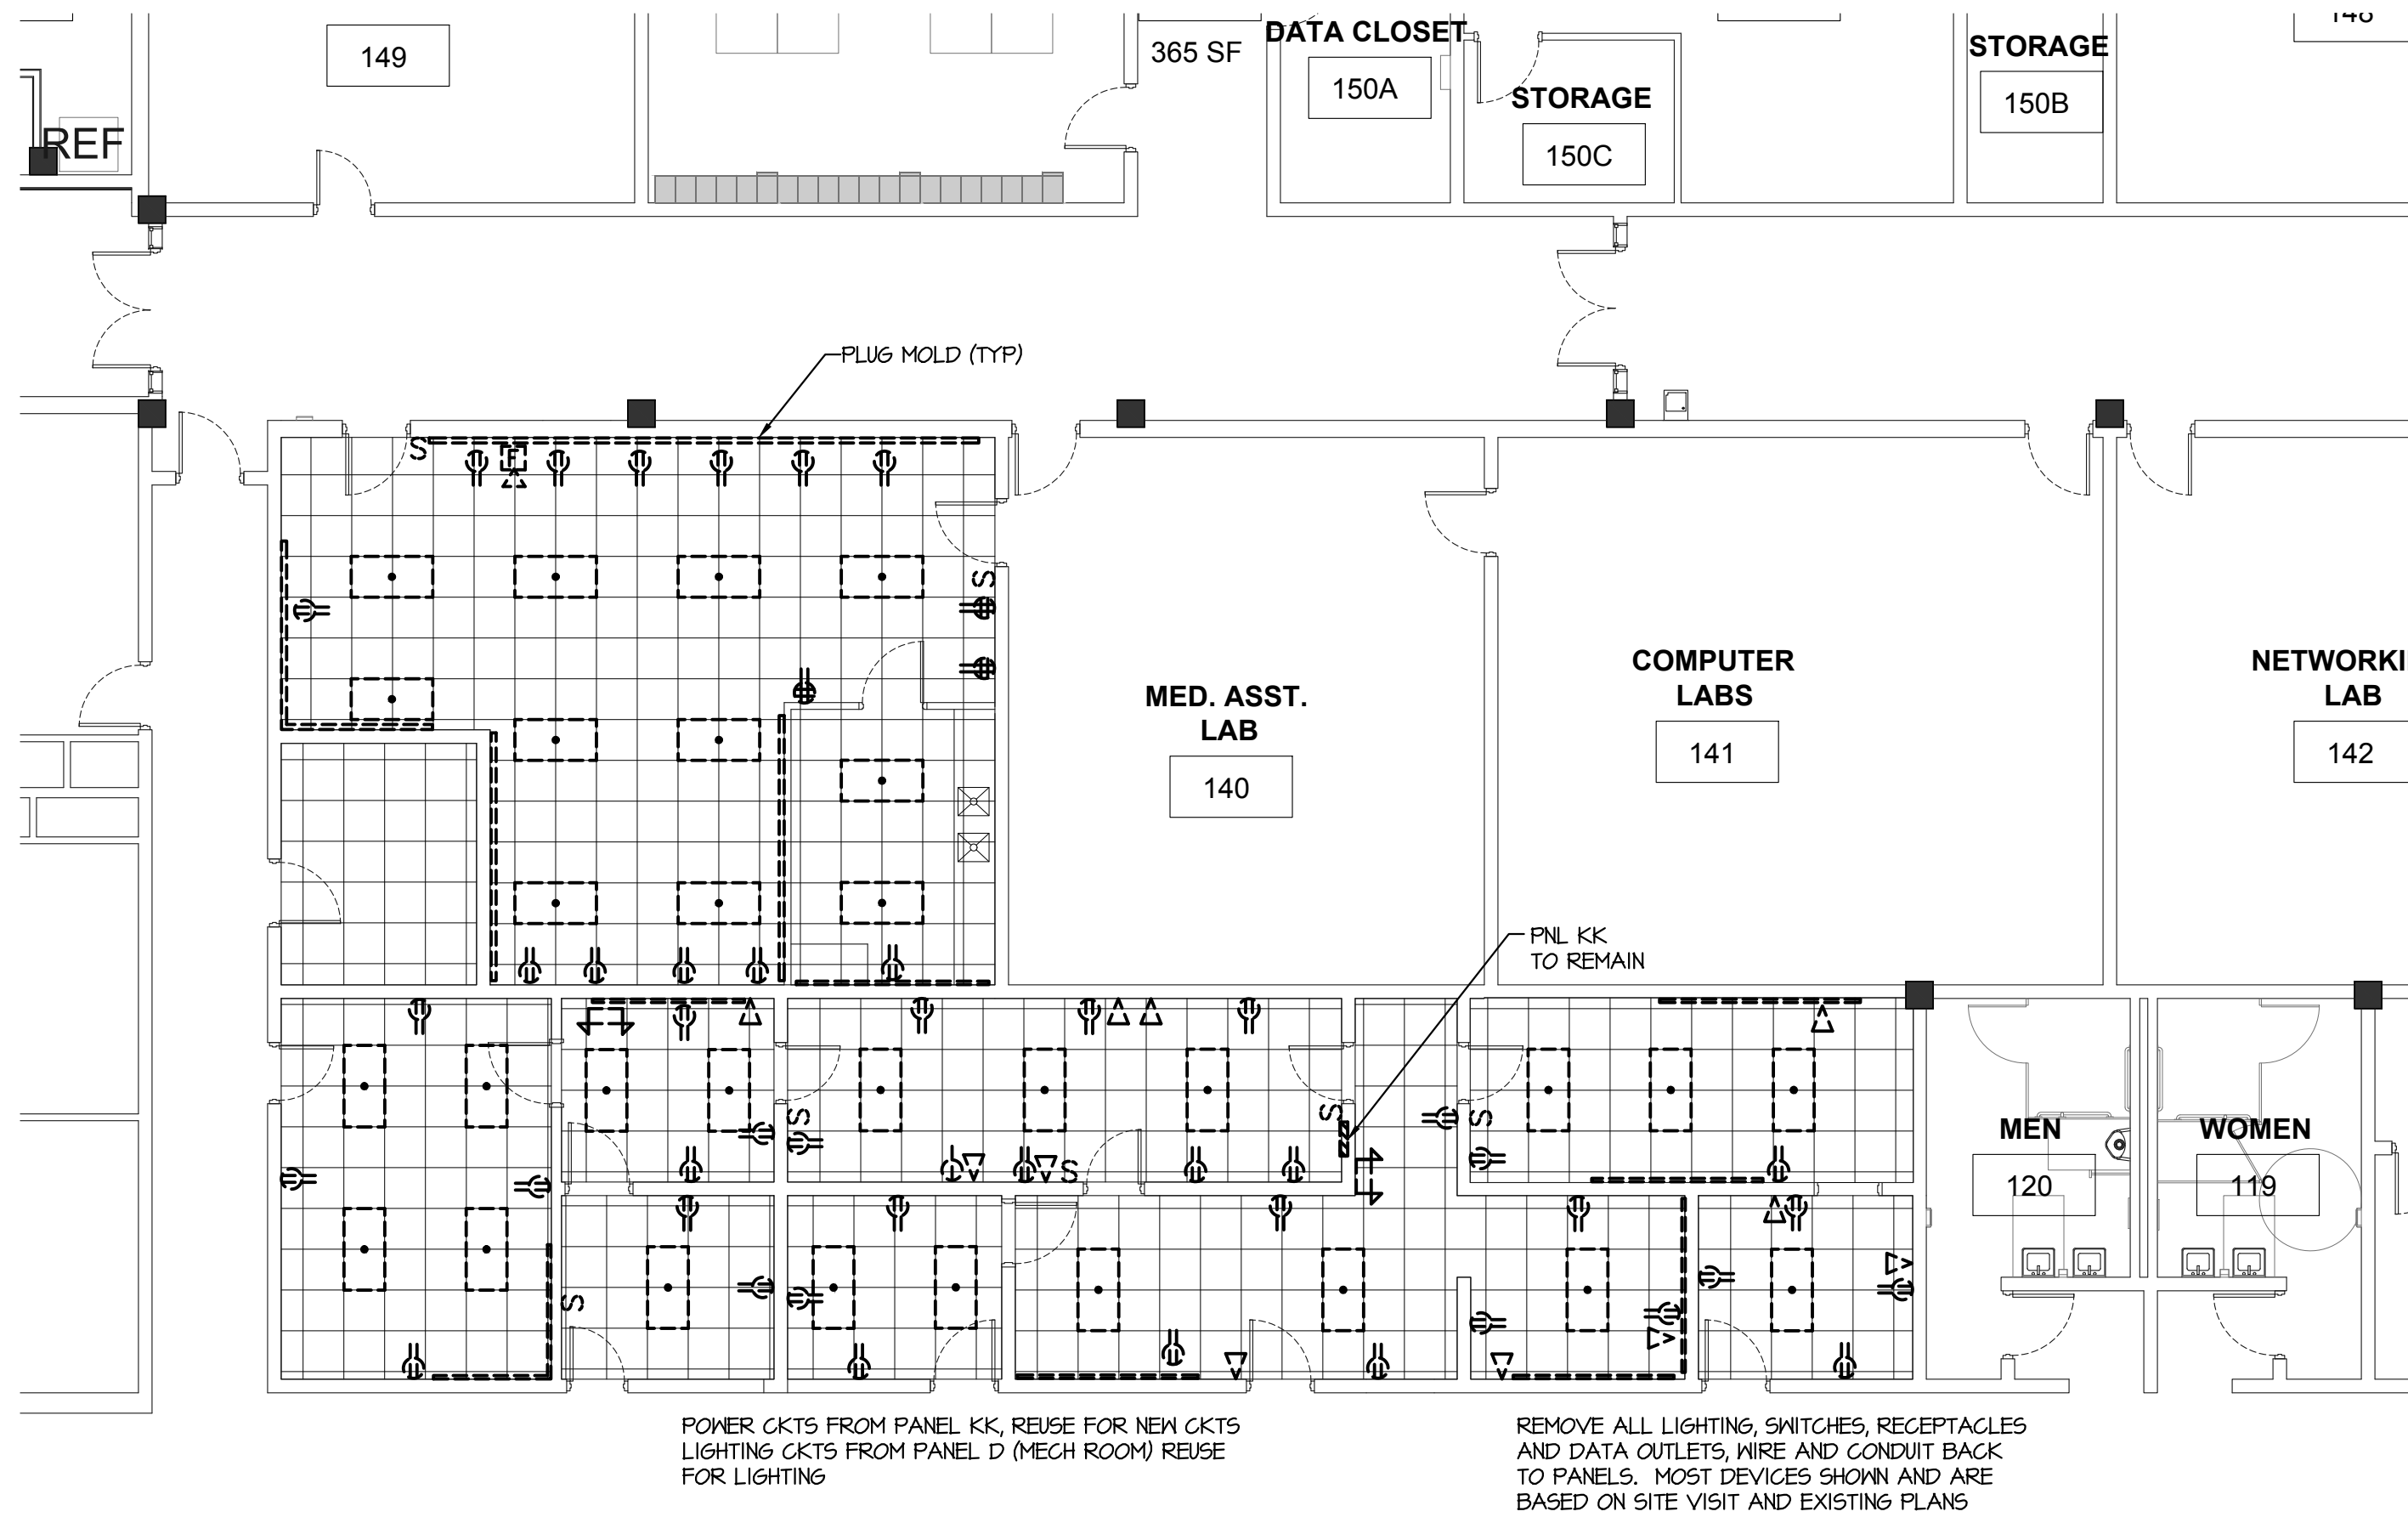 149
REF
365 SF
DATA CLOSET
150A
STORAGE
150C
STORAGE
150B
PLUG MOLD (TYP)
S
F
S
MED. ASST.
LAB
140
COMPUTER
LABS
141
LAB
142
PNL KK
TO REMAIN
S
S
S
S
S
MEN
120
WOMEN
119
POWER CKTS FROM PANEL KK, REUSE FOR NEW CKTS
LIGHTING CKTS FROM PANEL D (MECH ROOM) REUSE
FOR LIGHTING
REMOVE ALL LIGHTING, SWITCHES, RECEPTACLES
AND DATA OUTLETS, WIRE AND CONDUIT BACK
TO PANELS. MOST DEVICES SHOWN AND ARE
BASED ON SITE VISIT AND EXISTING PLANS